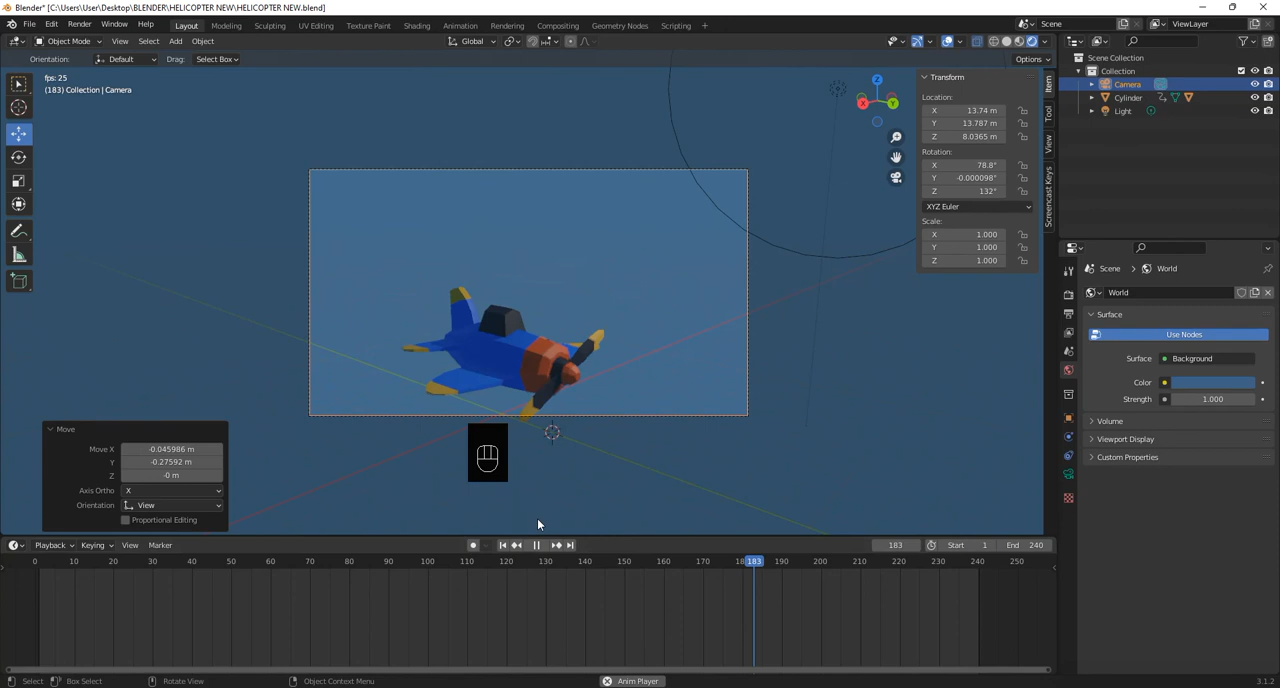 Blender* [C:\Users\User\Desktop\BLENDER\HELICOPTER NEW\HELICOPTER NEW.blend]
File Edit Render Window Help Layout Modeling Sculpting UV Editing Texture Paint Shading Animation Rendering Compositing Geometry Nodes Scripting Scene ViewLayer
Object Mode View Select Add Object Global
Orientation: Default Drag: Select Box Options
fps: 25
(183) Collection | Camera
Transform
Location:
X 13.74 m
Y 13.787 m
Z 8.0365 m
Rotation:
X 78.8°
Y -0.000098°
Z 132°
XYZ Euler
Scale:
X 1.000
Y 1.000
Z 1.000
Item
Tool
View
Screencast Keys
X Y Z
Scene Collection
Collection
Camera
Cylinder
Light
Scene World
World
Surface
Use Nodes
Surface Background
Color
Strength 1.000
Volume
Viewport Display
Custom Properties
Move
Move X -0.045986 m
Y -0.27592 m
Z -0 m
Axis Ortho X
Orientation View
Proportional Editing
Playback Keying View Marker 183 Start 1 End 240
0 10 20 30 40 50 60 70 80 90 100 110 120 130 140 150 160 170 18 183 190 200 210 220 230 240 250
Select Box Select Rotate View Object Context Menu Anim Player 3.1.2